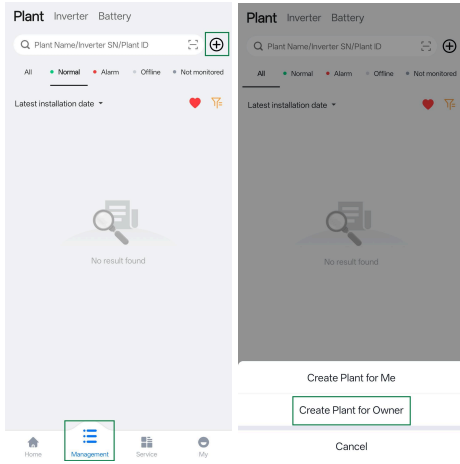 Plant Inverter Battery
Plant Name/Inverter SN/Plant ID
All Normal Alarm Offline Not monitored
Latest installation date
No result found
Home Management Service My
Plant Inverter Battery
Plant Name/Inverter SN/Plant ID
All Normal Alarm Offline Not monitored
Latest installation date
No result found
Create Plant for Me
Create Plant for Owner
Cancel